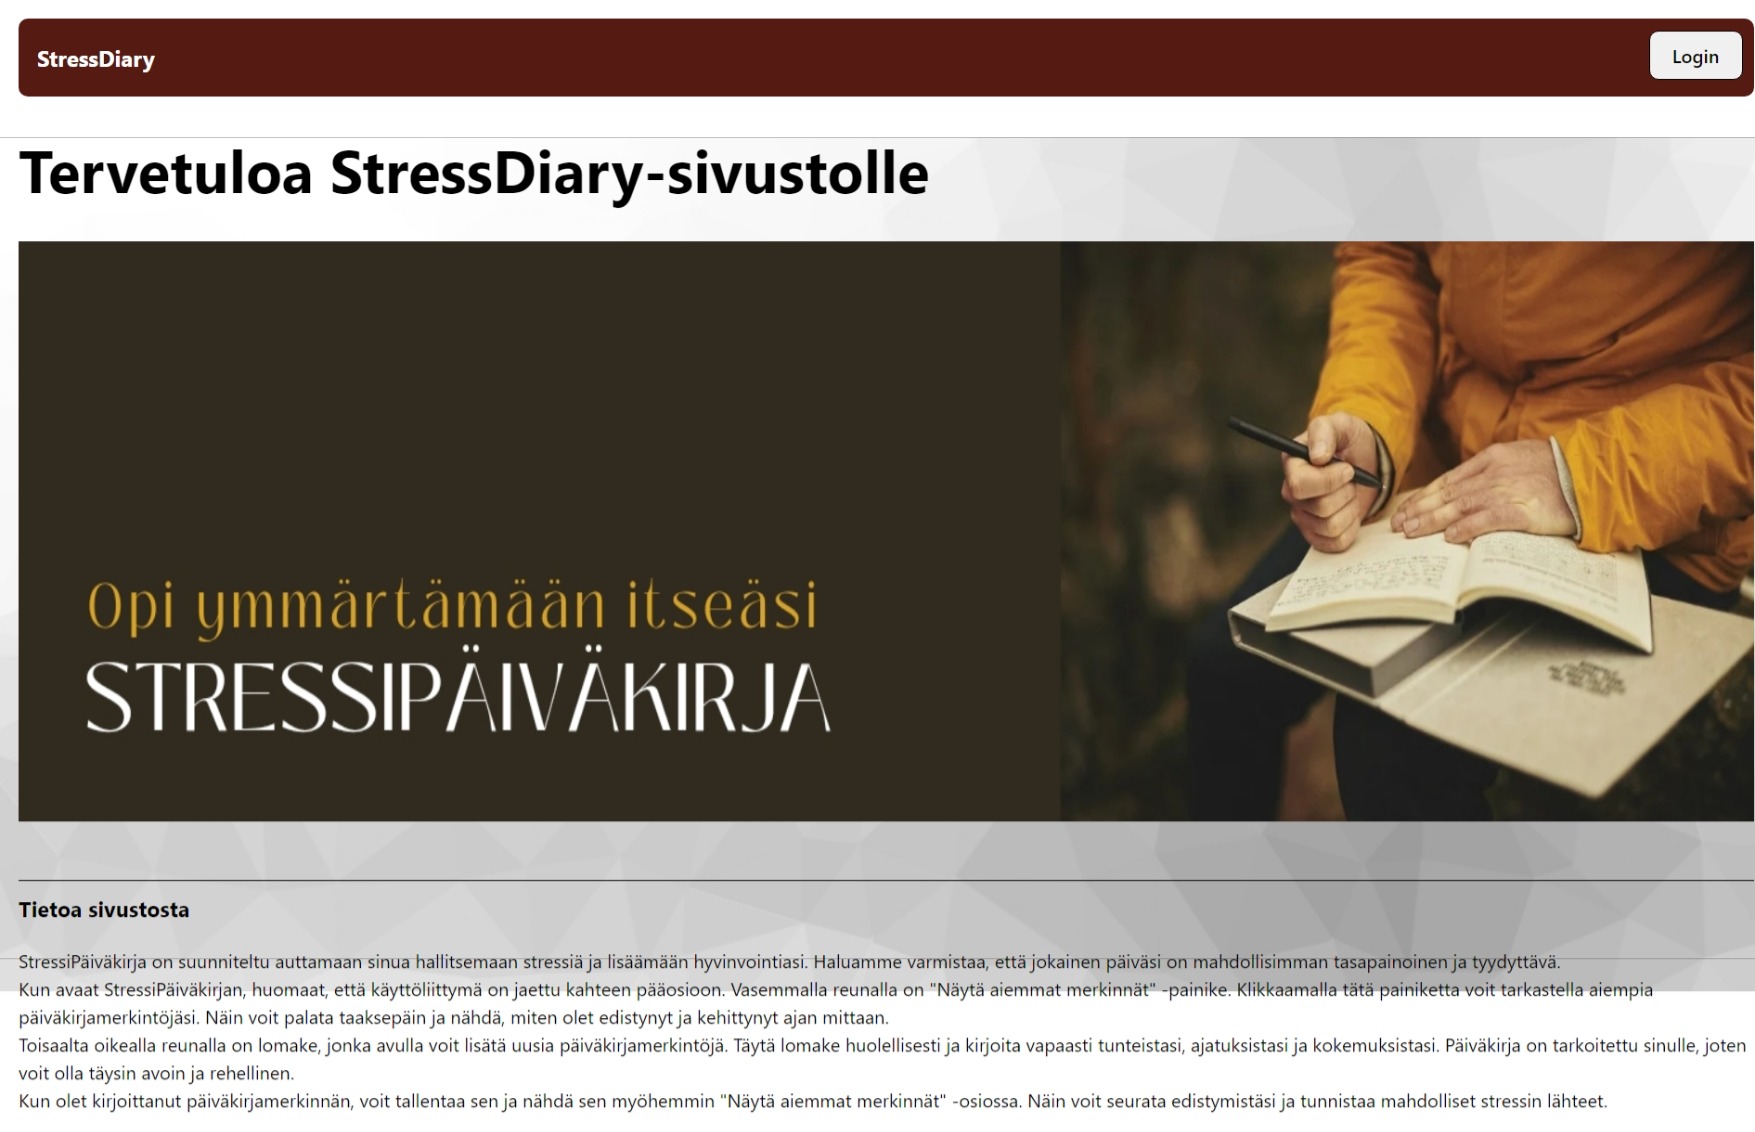 StressDiary
Login
Tervetuloa StressDiary-sivustolle
Opi ymmärtämään itseäsi
STRESSIPÄIVÄKIRJA
Tietoa sivustosta
StressiPäiväkirja on suunniteltu auttamaan sinua hallitsemaan stressiä ja lisäämään hyvinvointiasi. Haluamme varmistaa, että jokainen päiväsi on mahdollisimman tasapainoinen ja tyydyttävä.
Kun avaat StressiPäiväkirjan, huomaat, että käyttöliittymä on jaettu kahteen pääosioon. Vasemmalla reunalla on "Näytä aiemmat merkinnät" -painike. Klikkaamalla tätä painiketta voit tarkastella aiempia
päiväkirjamerkintöjäsi. Näin voit palata taaksepäin ja nähdä, miten olet edistynyt ja kehittynyt ajan mittaan.
Toisaalta oikealla reunalla on lomake, jonka avulla voit lisätä uusia päiväkirjamerkintöjä. Täytä lomake huolellisesti ja kirjoita vapaasti tunteistasi, ajatuksistasi ja kokemuksistasi. Päiväkirja on tarkoitettu sinulle, joten
voit olla täysin avoin ja rehellinen.
Kun olet kirjoittanut päiväkirjamerkinnän, voit tallentaa sen ja nähdä sen myöhemmin "Näytä aiemmat merkinnät" -osiossa. Näin voit seurata edistymistäsi ja tunnistaa mahdolliset stressin lähteet.